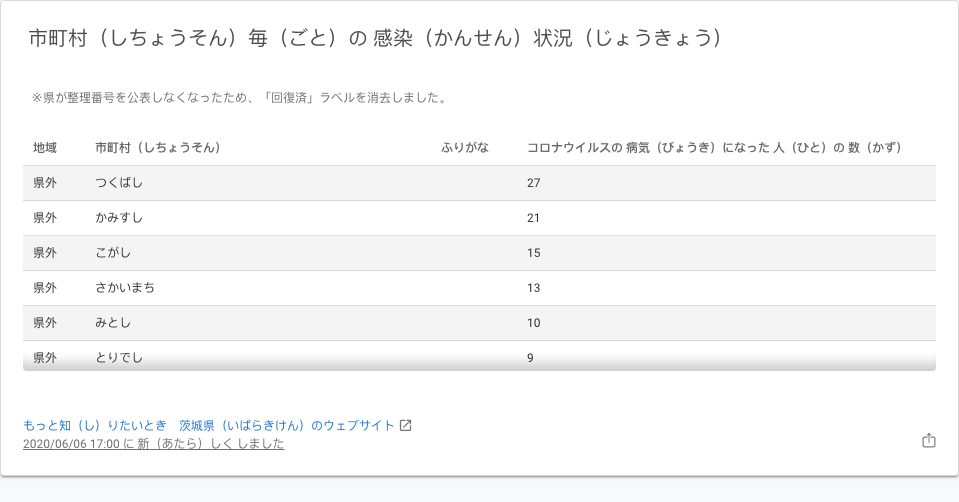 市町村（しちょうそん）毎（ごと）の 感染（かんせん）状況（じょうきょう）
※県が整理番号を公表しなくなったため、「回復済」ラベルを消去しました。
地域 市町村（しちょうそん） ふりがな コロナウイルスの 病気（びょうき）になった 人（ひと）の 数（かず）
県外 つくばし 27
県外 かみすし 21
県外 こがし 15
県外 さかいまち 13
県外 みとし 10
県外 とりでし 9
もっと知（し）りたいとき　茨城県（いばらきけん）のウェブサイト
2020/06/06 17:00 に 新（あたら）しく しました